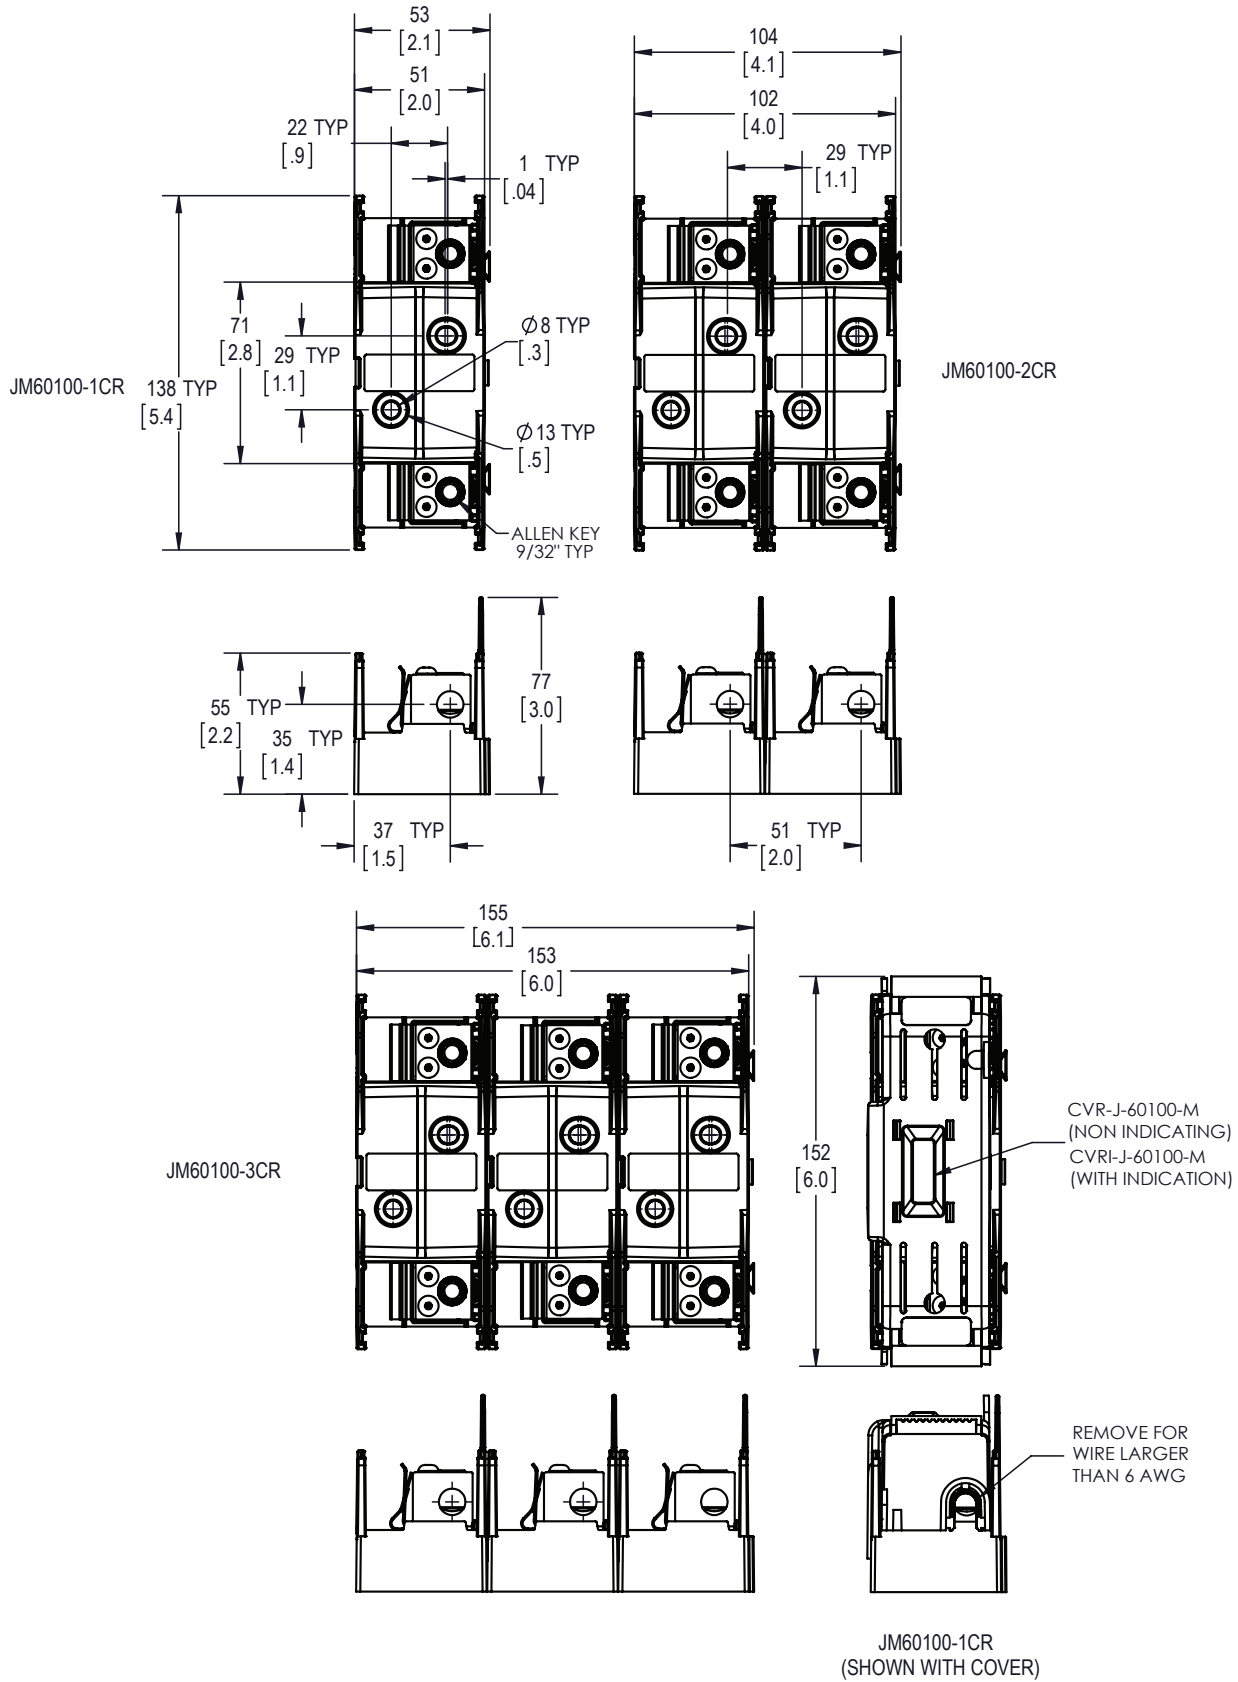 53
[2.1]
51
[2.0]
22 TYP
[.9]
1 TYP
[.04]
104
[4.1]
102
[4.0]
29 TYP
[1.1]
71
[2.8]
29 TYP
[1.1]
JM60100-1CR
138 TYP
[5.4]
Ø8 TYP
[.3]
Ø13 TYP
[.5]
ALLEN KEY
9/32" TYP
JM60100-2CR
55 TYP
[2.2]
35 TYP
[1.4]
77
[3.0]
37 TYP
[1.5]
51 TYP
[2.0]
155
[6.1]
153
[6.0]
JM60100-3CR
152
[6.0]
CVR-J-60100-M
(NON INDICATING)
CVRI-J-60100-M
(WITH INDICATION)
REMOVE FOR
WIRE LARGER
THAN 6 AWG
JM60100-1CR
(SHOWN WITH COVER)